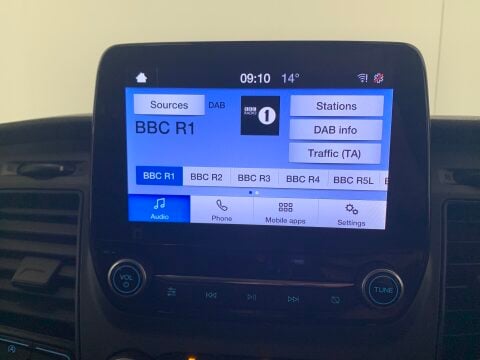 09:10 14°
Sources DAB
BBC RADIO 1
Stations
BBC R1
DAB info
Traffic (TA)
BBC R1 BBC R2 BBC R3 BBC R4 BBC R5L
Audio Phone Mobile apps Settings
VOL
TUNE